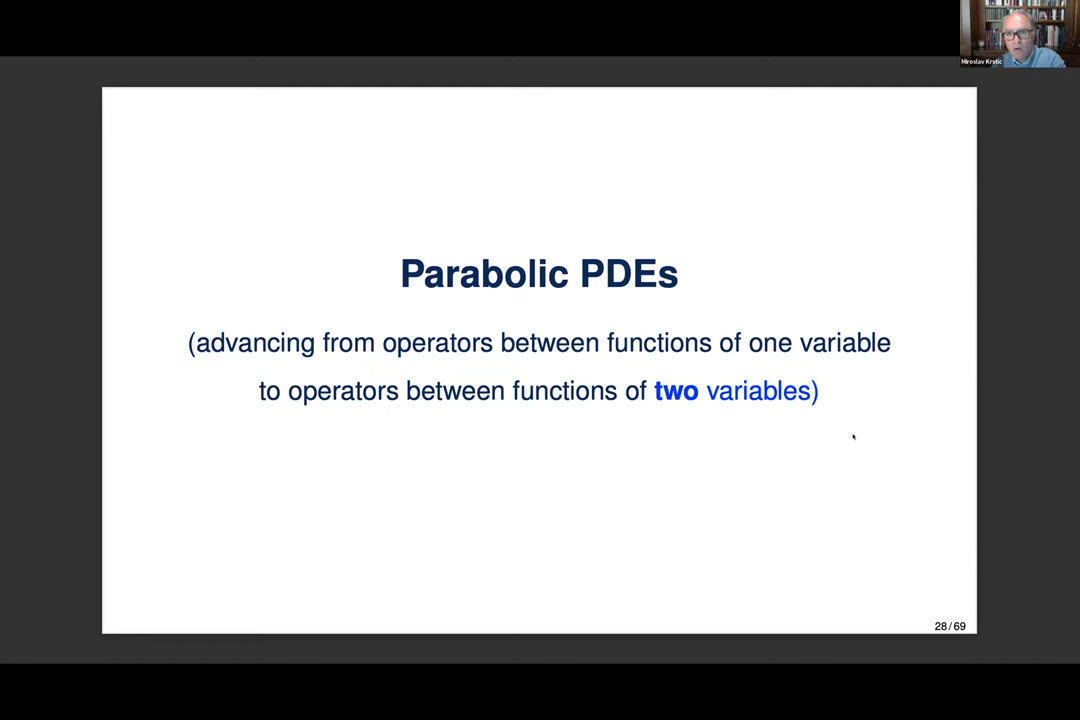 Miroslav Krstic
Parabolic PDEs
(advancing from operators between functions of one variable
to operators between functions of two variables)
28/69